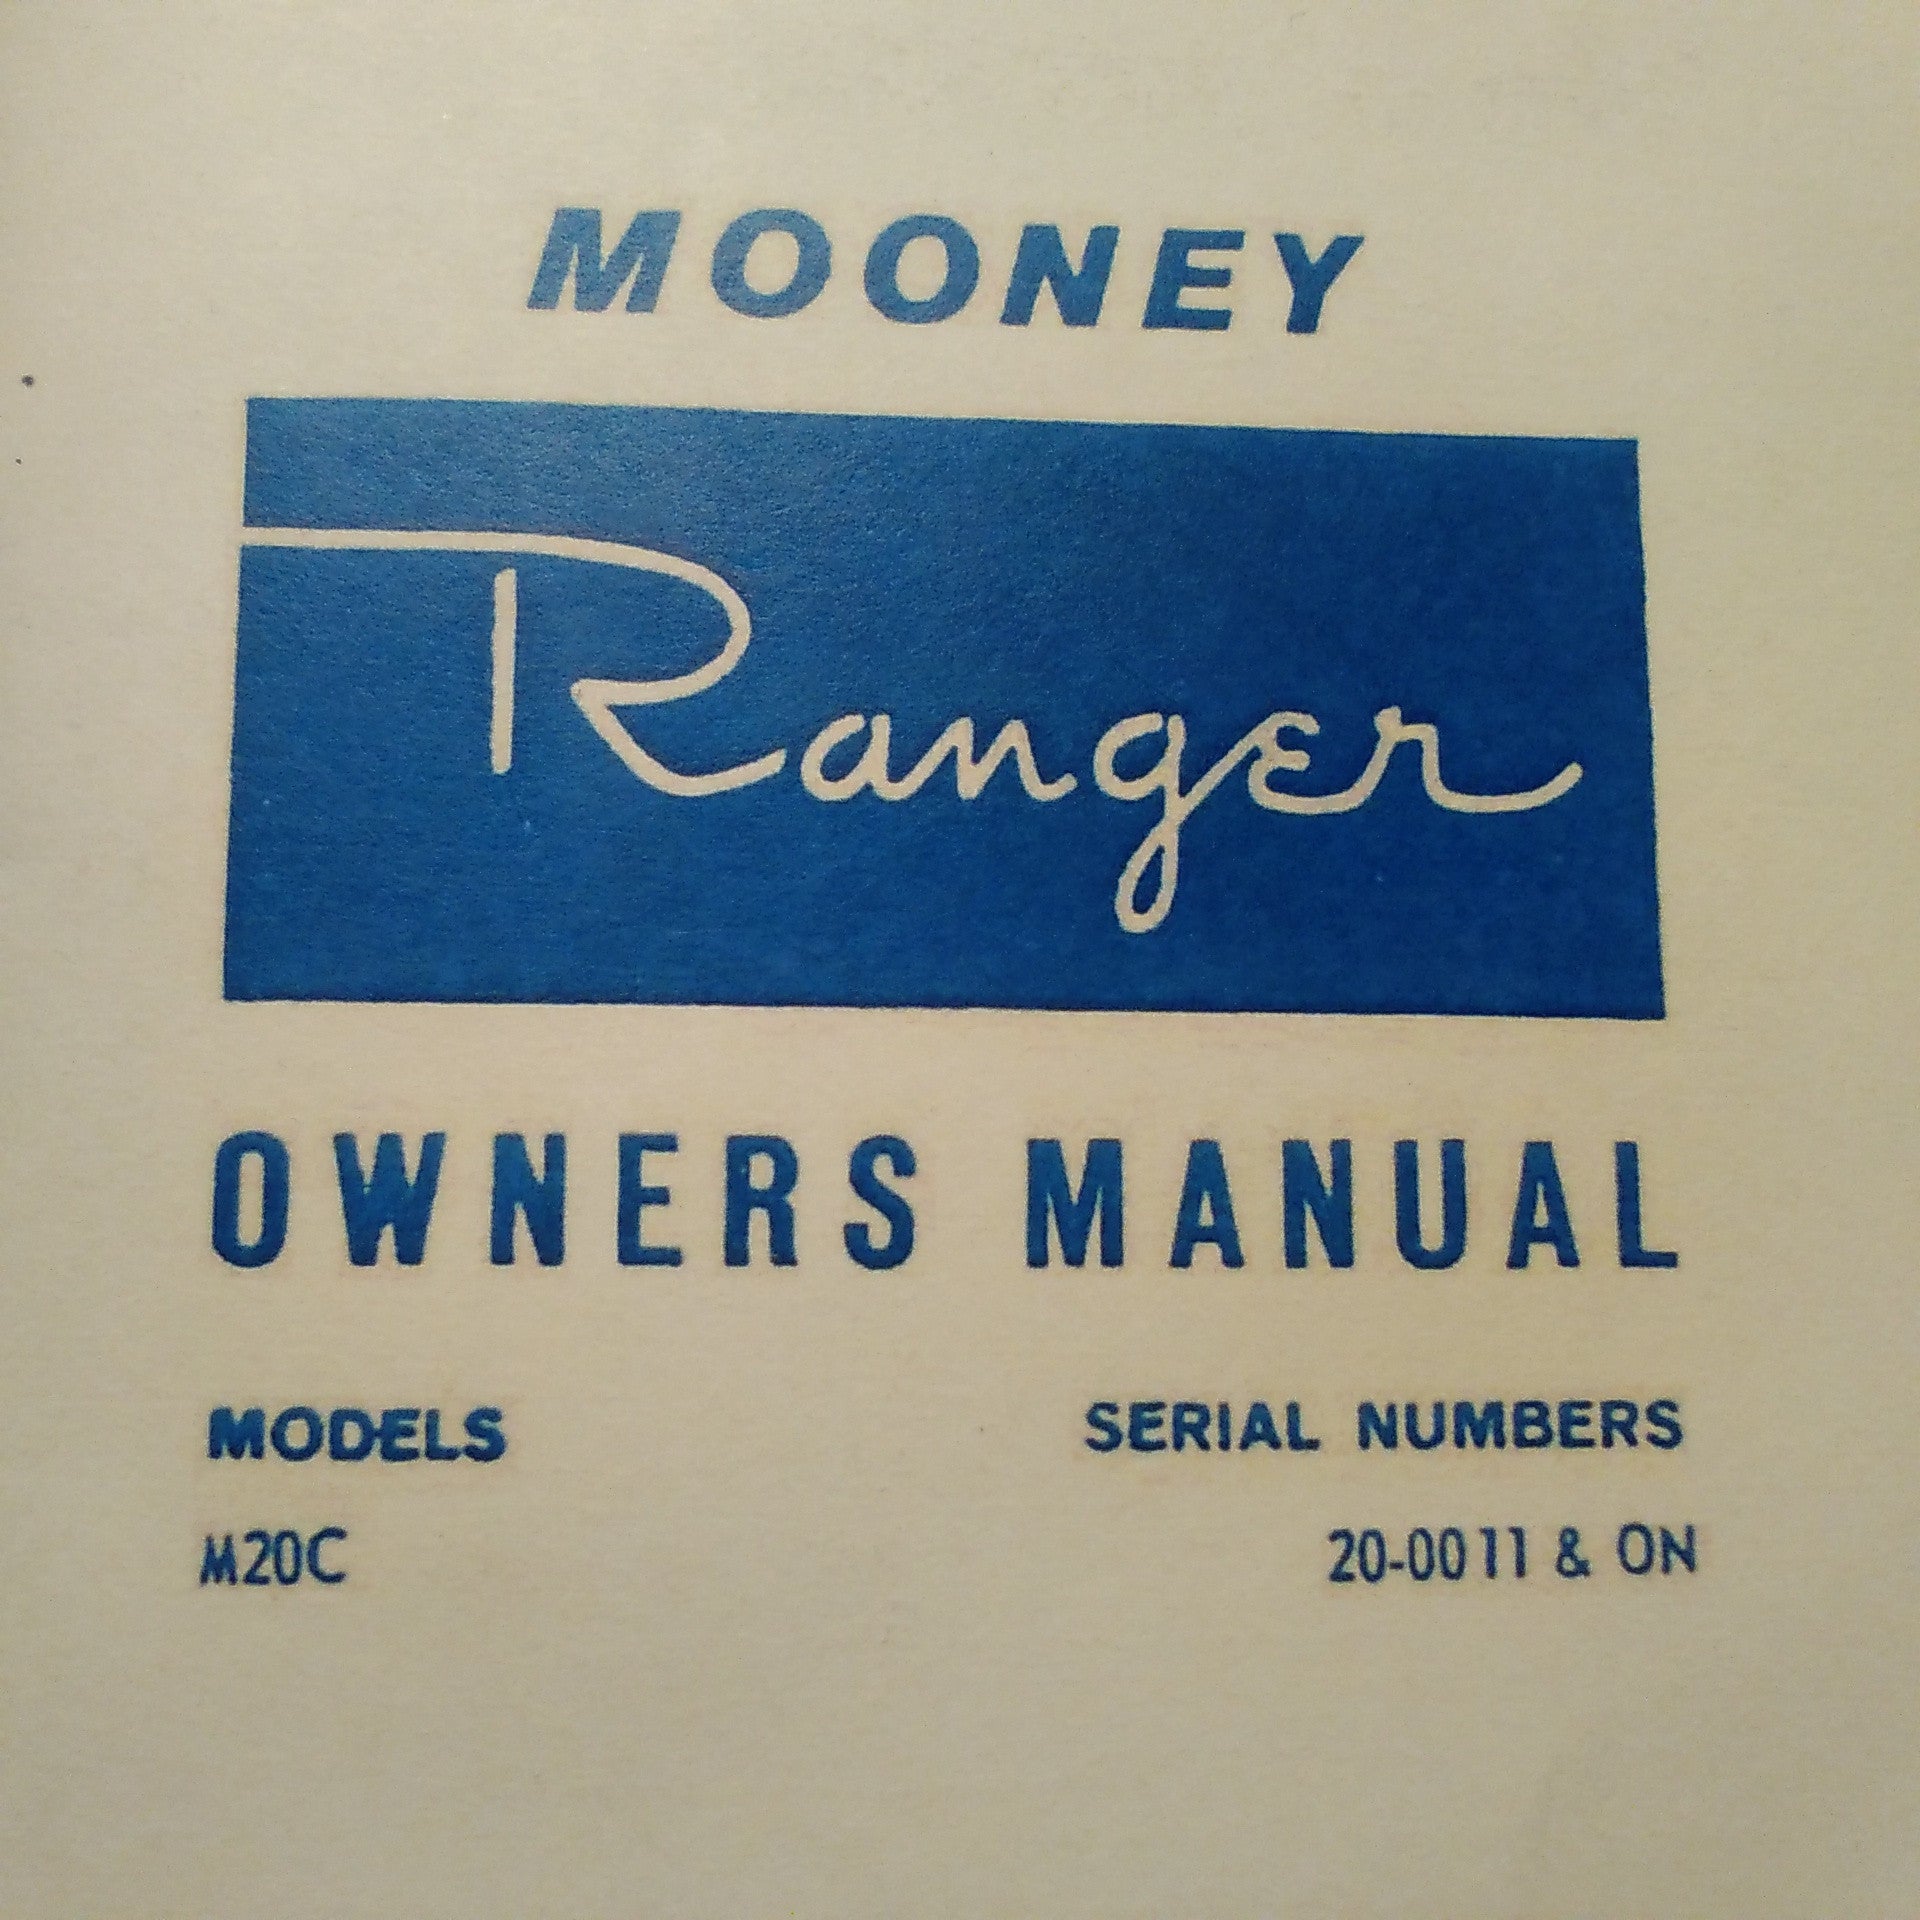 MOONEY
Ranger
OWNERS MANUAL
MODELS SERIAL NUMBERS
M20C 20-0011 & ON